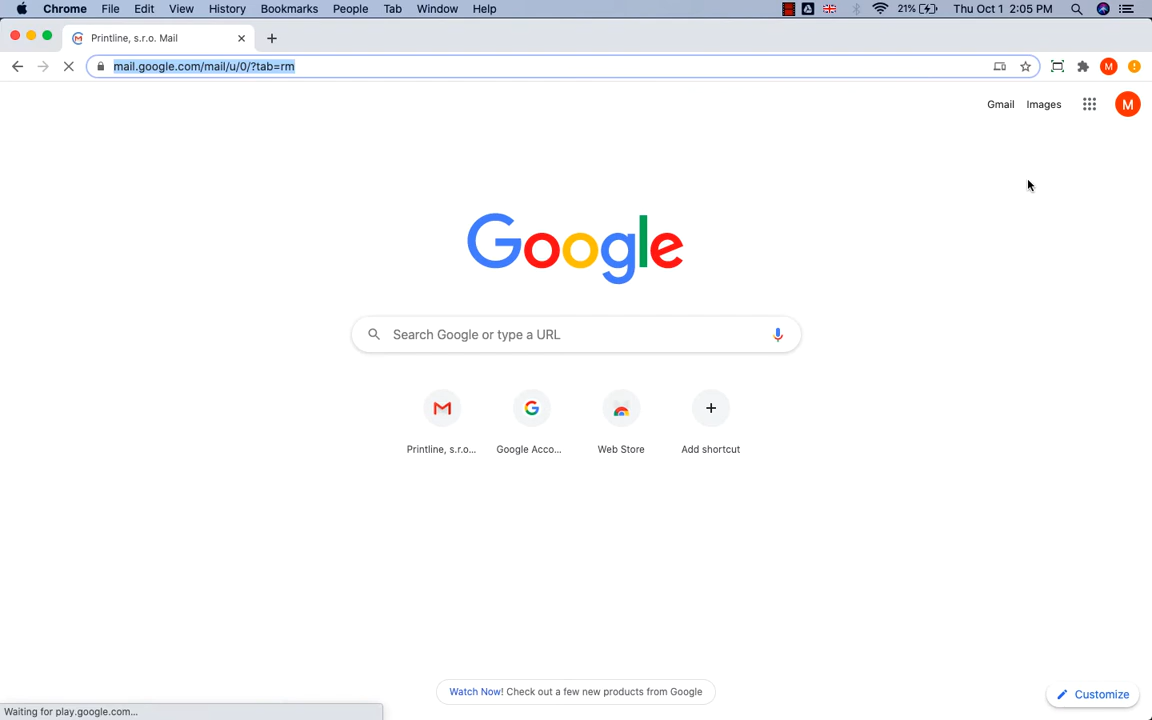 Chrome File Edit View History Bookmarks People Tab Window Help 21% Thu Oct 1 2:05 PM
Printline, s.r.o. Mail
mail.google.com/mail/u/0/?tab=rm M
Gmail Images M
Google
Search Google or type a URL
Printline, s.r.o... Google Acco... Web Store Add shortcut
Watch Now! Check out a few new products from Google
Customize
Waiting for play.google.com...